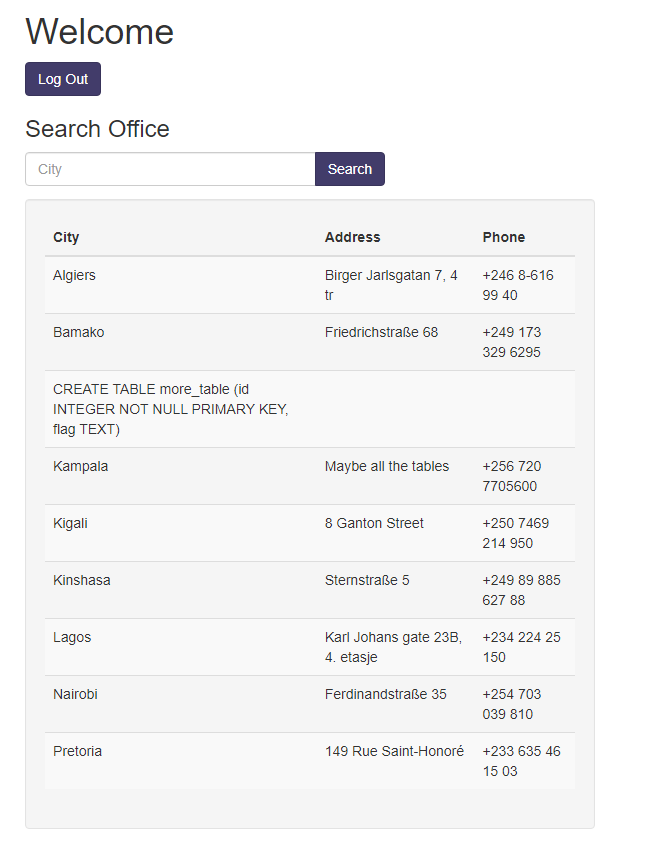 Welcome
Log Out
Search Office
City
Search
City Address Phone
Algiers Birger Jarlsgatan 7, 4 +246 8-616
tr 99 40
Bamako Friedrichstraße 68 +249 173
329 6295
CREATE TABLE more_table (id
INTEGER NOT NULL PRIMARY KEY,
flag TEXT)
Kampala Maybe all the tables +256 720
7705600
Kigali 8 Ganton Street +250 7469
214 950
Kinshasa Sternstraße 5 +249 89 885
627 88
Lagos Karl Johans gate 23B, +234 224 25
4. etasje 150
Nairobi Ferdinandstraße 35 +254 703
039 810
Pretoria 149 Rue Saint-Honoré +233 635 46
15 03